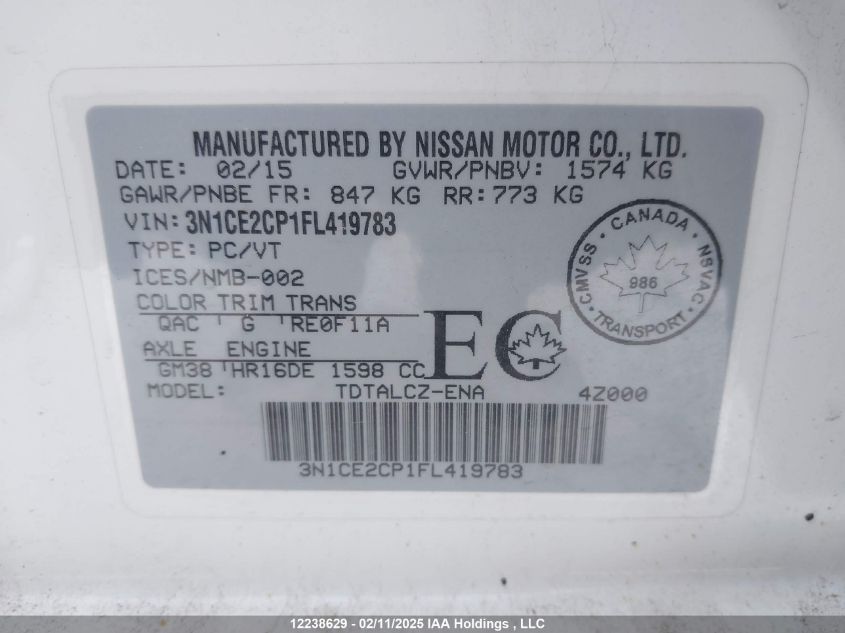 MANUFACTURED BY NISSAN MOTOR CO., LTD.
DATE: 02/15 GVWR/PNBV: 1574 KG
GAWR/PNBE FR: 847 KG RR: 773 KG
VIN: 3N1CE2CP1FL419783
TYPE: PC/VT
ICES/NMB-002
COLOR TRIM TRANS
QAC G RE0F11A
AXLE ENGINE
GM38 HR16DE 1598 CC
MODEL: TDTALCZ-ENA 4Z000
EC
CANADA
CMVSS NSVAC
986
TRANSPORT
3N1CE2CP1FL419783
12238629 - 02/11/2025 IAA Holdings , LLC